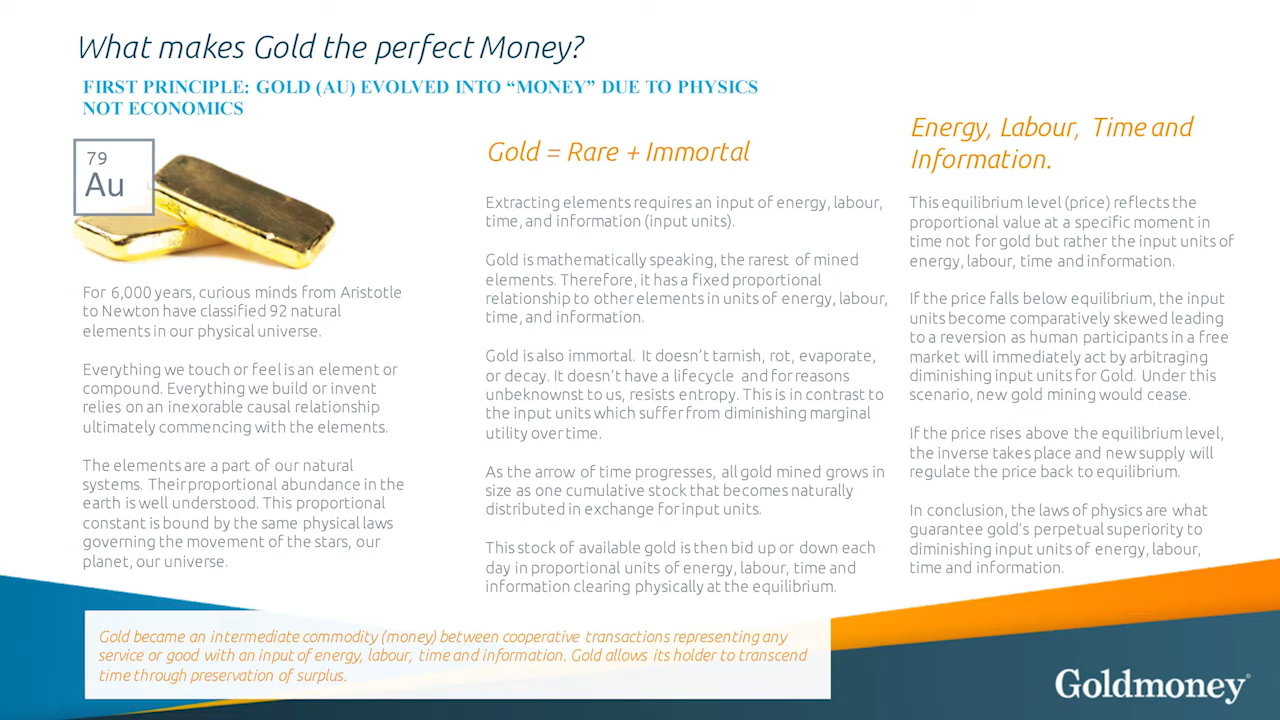 What makes Gold the perfect Money?
FIRST PRINCIPLE: GOLD (AU) EVOLVED INTO “MONEY” DUE TO PHYSICS
NOT ECONOMICS
79
Au
For 6,000 years, curious minds from Aristotle
to Newton have classified 92 natural
elements in our physical universe.
Everything we touch or feel is an element or
compound. Everything we build or invent
relies on an inexorable causal relationship
ultimately commencing with the elements.
The elements are a part of our natural
systems. Their proportional abundance in the
earth is well understood. This proportional
constant is bound by the same physical laws
governing the movement of the stars, our
planet, our universe.
Gold = Rare + Immortal
Extracting elements requires an input of energy, labour,
time, and information (input units).
Gold is mathematically speaking, the rarest of mined
elements. Therefore, it has a fixed proportional
relationship to other elements in units of energy, labour,
time, and information.
Gold is also immortal. It doesn’t tarnish, rot, evaporate,
or decay. It doesn’t have a lifecycle and for reasons
unbeknownst to us, resists entropy. This is in contrast to
the input units which suffer from diminishing marginal
utility over time.
As the arrow of time progresses, all gold mined grows in
size as one cumulative stock that becomes naturally
distributed in exchange for input units.
This stock of available gold is then bid up or down each
day in proportional units of energy, labour, time and
information clearing physically at the equilibrium.
Energy, Labour, Time and
Information.
This equilibrium level (price) reflects the
proportional value at a specific moment in
time not for gold but rather the input units of
energy, labour, time and information.
If the price falls below equilibrium, the input
units become comparatively skewed leading
to a reversion as human participants in a free
market will immediately act by arbitraging
diminishing input units for Gold. Under this
scenario, new gold mining would cease.
If the price rises above the equilibrium level,
the inverse takes place and new supply will
regulate the price back to equilibrium.
In conclusion, the laws of physics are what
guarantee gold’s perpetual superiority to
diminishing input units of energy, labour,
time and information.
Gold became an intermediate commodity (money) between cooperative transactions representing any
service or good with an input of energy, labour, time and information. Gold allows its holder to transcend
time through preservation of surplus.
Goldmoney®